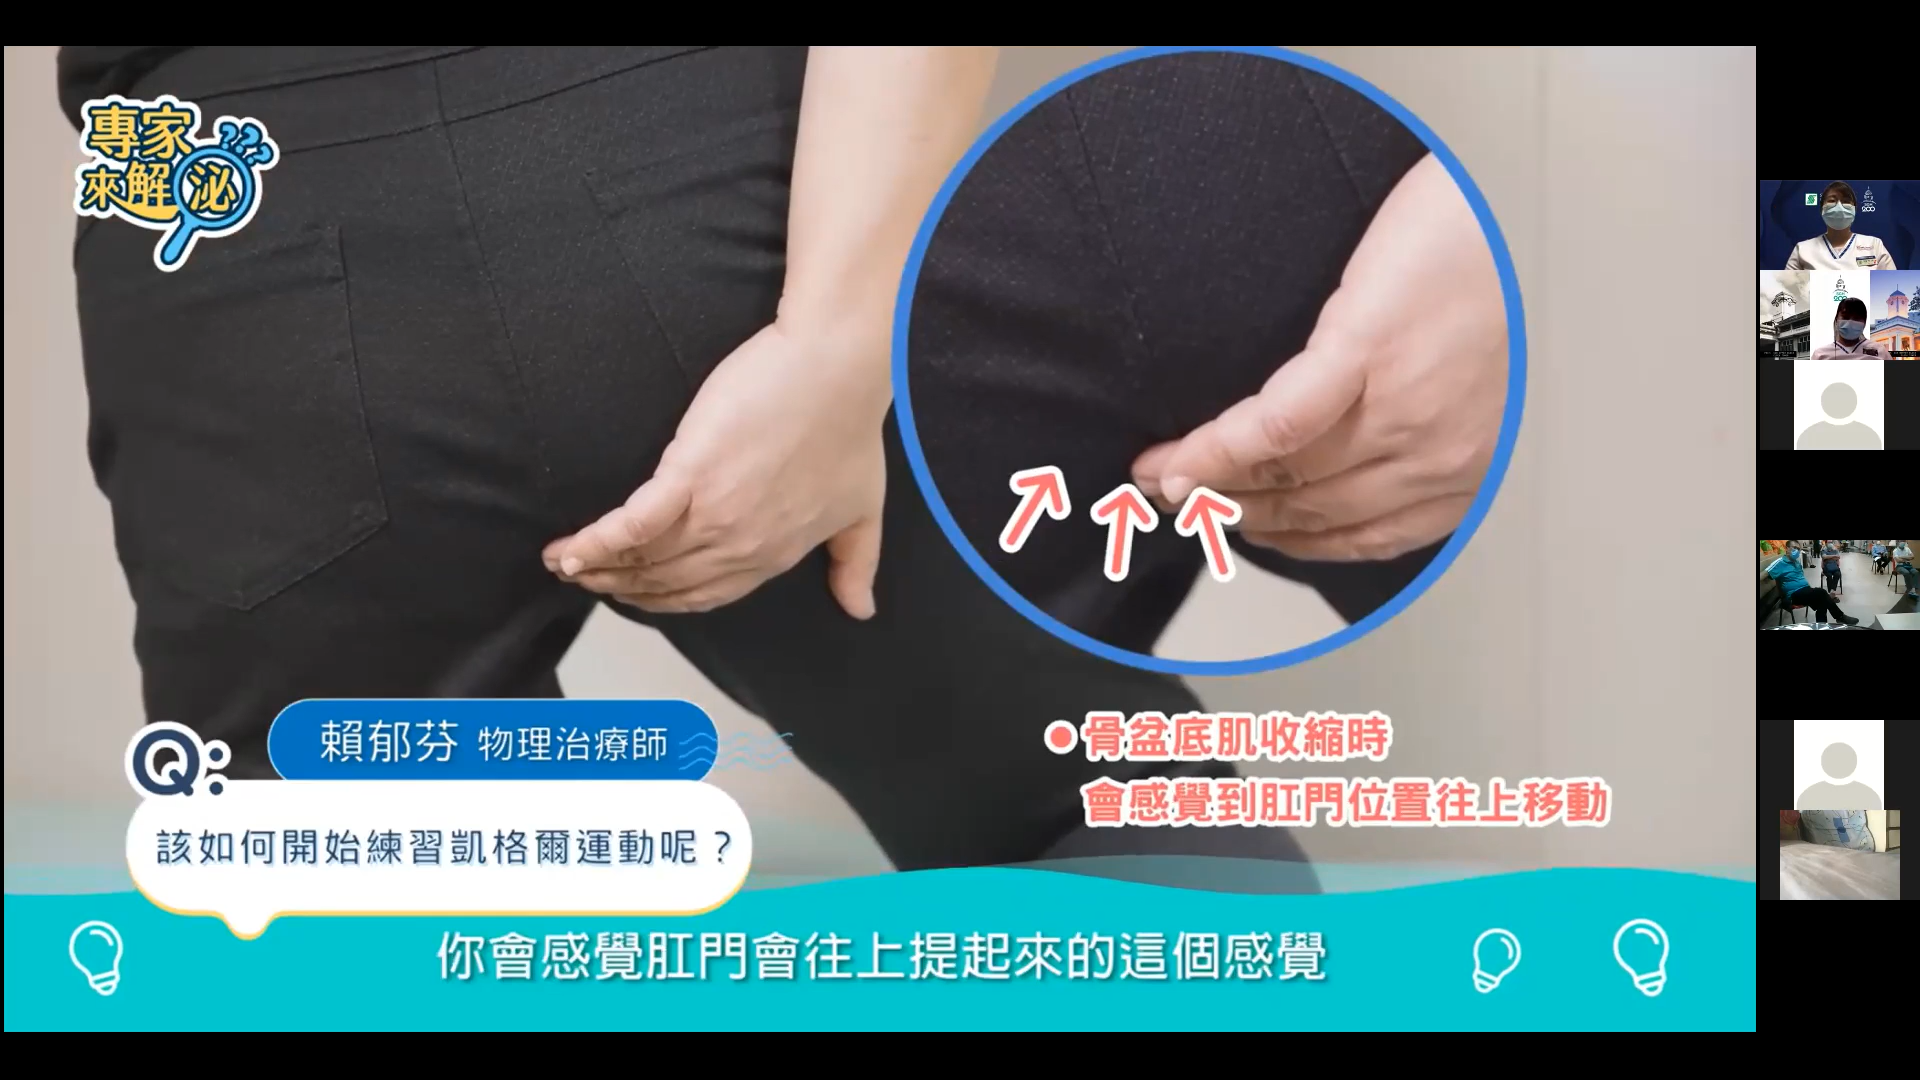 專家
???
來解泌
Q:
賴郁芬 物理治療師
該如何開始練習凱格爾運動呢？
●骨盆底肌收縮時
會感覺到肛門位置往上移動
你會感覺肛門會往上提起來的這個感覺
200